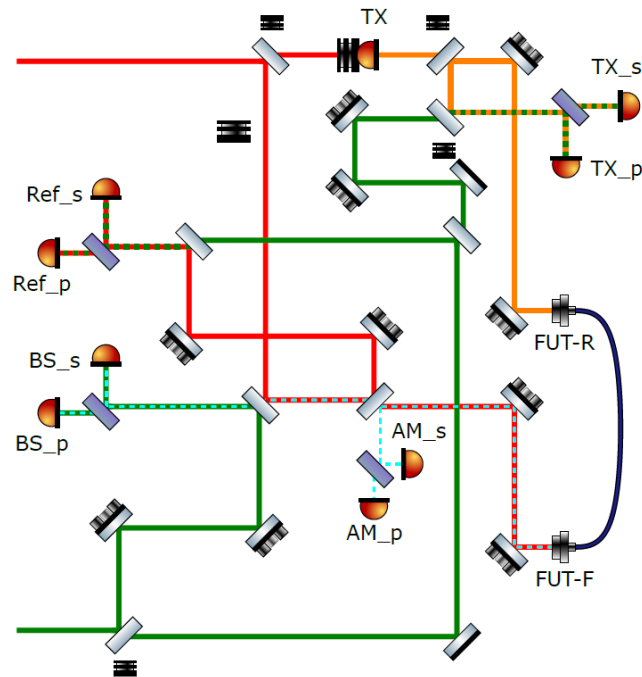 TX
TX_s
TX_p
Ref_s
Ref_p
FUT-R
BS_s
BS_p
AM_s
AM_p
FUT-F